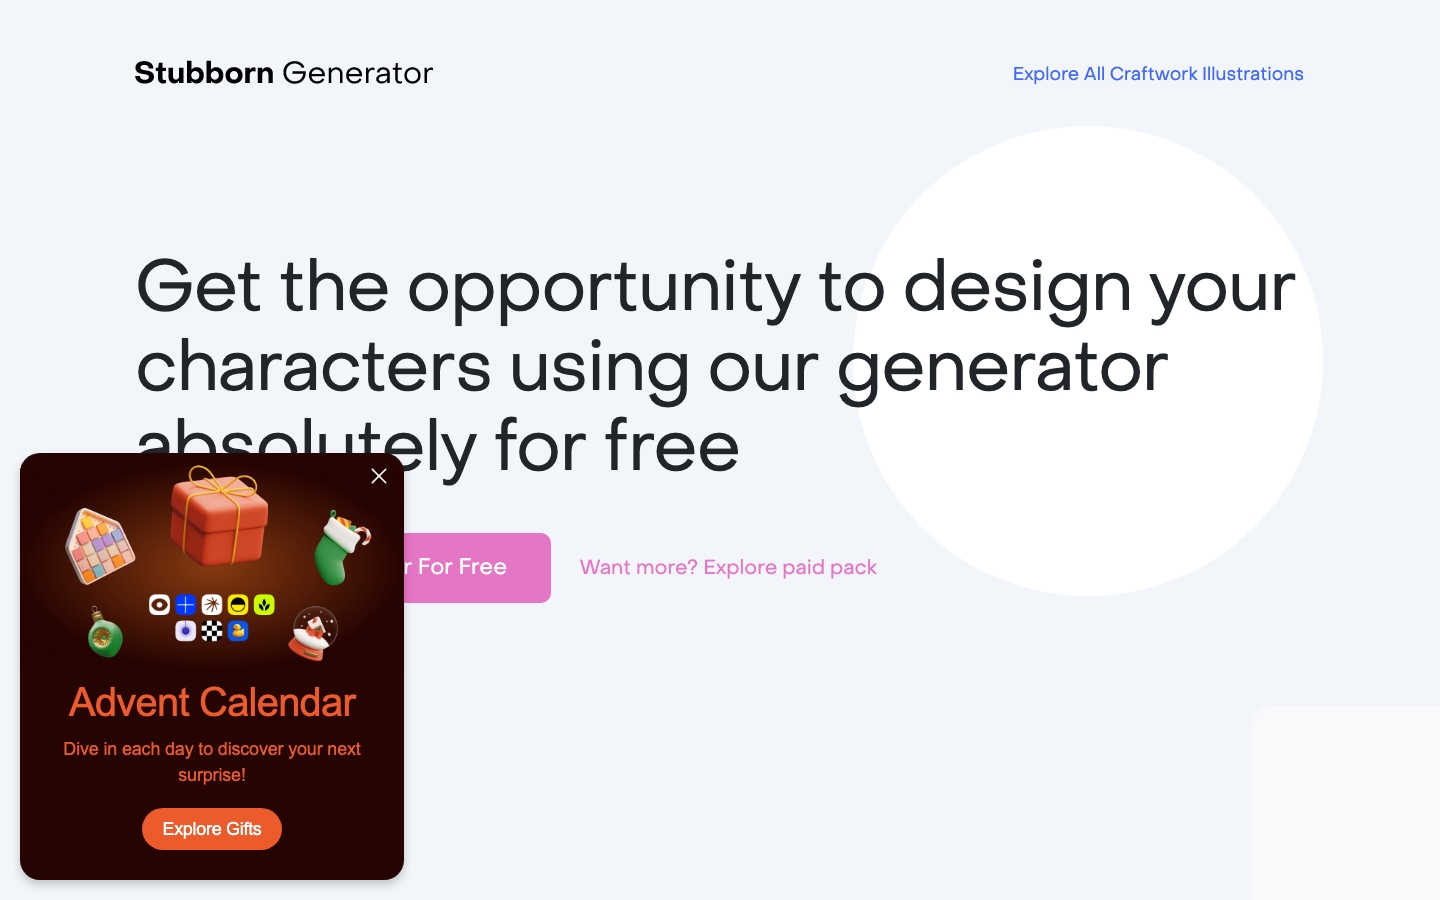 Stubborn Generator
Explore All Craftwork Illustrations
Get the opportunity to design your
characters using our generator
absolutely for free
For Free
Want more? Explore paid pack
Advent Calendar
Dive in each day to discover your next
surprise!
Explore Gifts